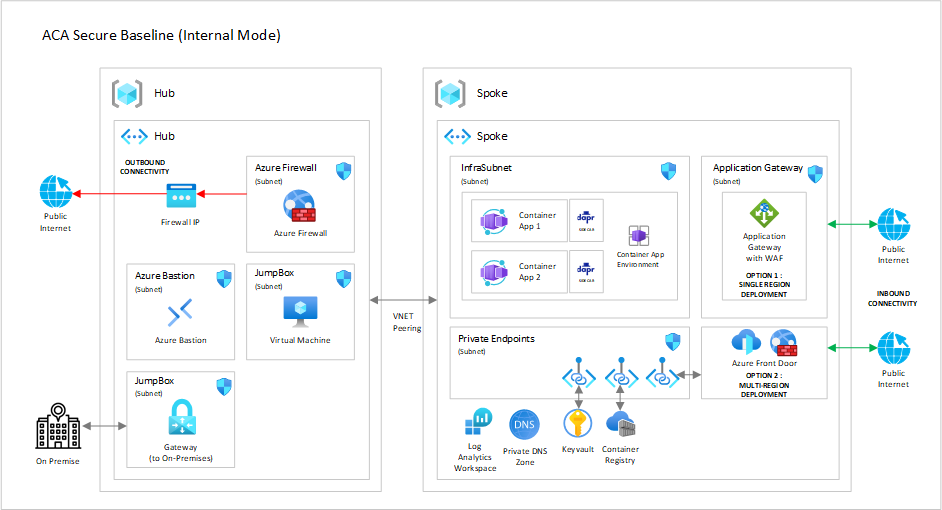 ACA Secure Baseline (Internal Mode)
Hub
Hub
OUTBOUND
CONNECTIVITY
Public
Internet
Firewall IP
Azure Firewall
(Subnet)
Azure Firewall
Azure Bastion
(Subnet)
Azure Bastion
JumpBox
(Subnet)
Virtual Machine
JumpBox
(Subnet)
Gateway
(to On-Premises)
On Premise
VNET
Peering
Spoke
Spoke
InfraSubnet
(Subnet)
Container
App 1
dapr
SIDECAR
Container
App 2
dapr
SIDECAR
Container App
Environment
Application Gateway
(Subnet)
Application
Gateway
with WAF
OPTION 1 :
SINGLE REGION
DEPLOYMENT
Private Endpoints
(Subnet)
Azure Front Door
OPTION 2 :
MULTI-REGION
DEPLOYMENT
Log
Analytics
Workspace
DNS
Private DNS
Zone
Keyvault
Container
Registry
Public
Internet
INBOUND
CONNECTIVITY
Public
Internet